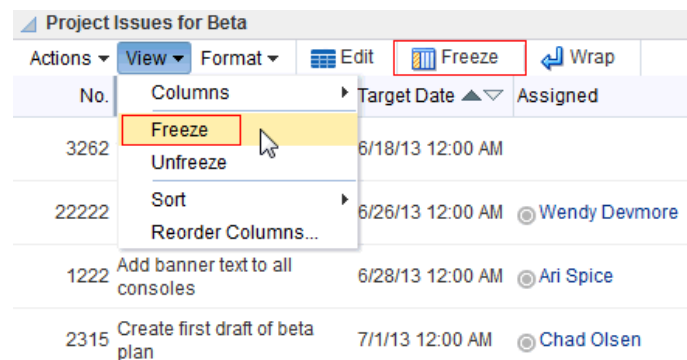 Project Issues for Beta
Actions View Format Edit Freeze Wrap
No. Target Date Assigned
Columns
Freeze
Unfreeze
Sort
Reorder Columns...
3262 6/18/13 12:00 AM
22222 6/26/13 12:00 AM Wendy Devmore
1222 Add banner text to all consoles 6/28/13 12:00 AM Ari Spice
2315 Create first draft of beta plan 7/1/13 12:00 AM Chad Olsen